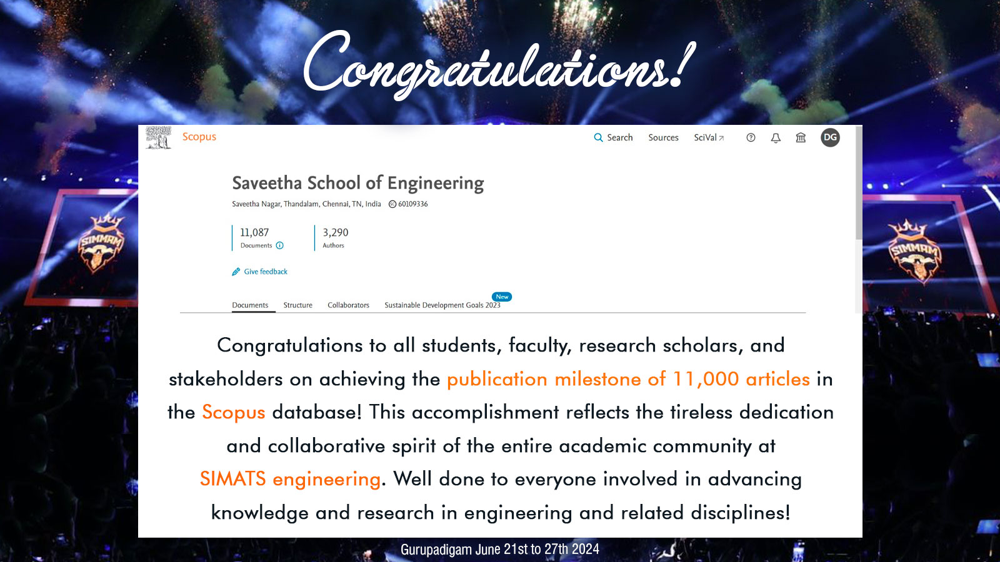 Congratulations!
Scopus
Search Sources SciVal DG
Saveetha School of Engineering
Saveetha Nagar, Thandalam, Chennai, TN, India SC 60109336
11,087 3,290
Documents Authors
Give feedback
New
Documents Structure Collaborators Sustainable Development Goals 2023
SIMMAM
SIMMAM
Congratulations to all students, faculty, research scholars, and
stakeholders on achieving the publication milestone of 11,000 articles in
the Scopus database! This accomplishment reflects the tireless dedication
and collaborative spirit of the entire academic community at
SIMATS engineering. Well done to everyone involved in advancing
knowledge and research in engineering and related disciplines!
Gurupadigam June 21st to 27th 2024